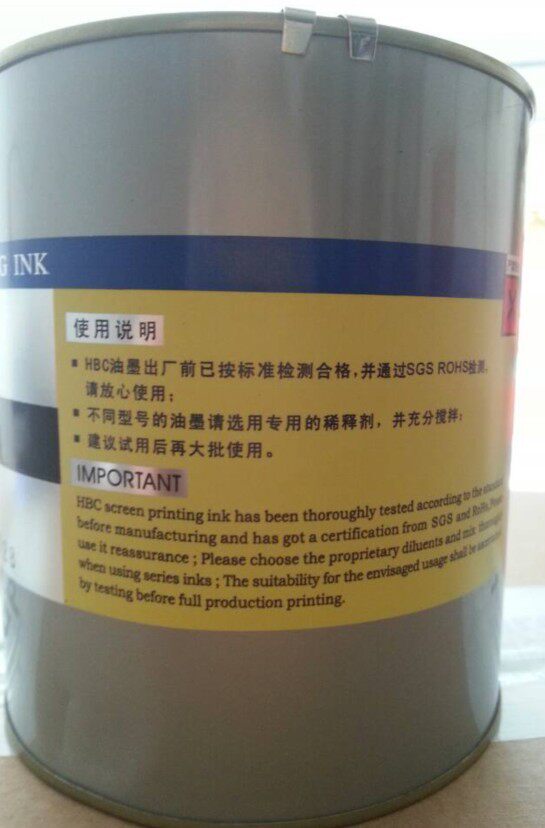 G INK
使用说明
▪ HBC油墨出厂前已按标准检测合格,并通过SGS ROHS检测,
请放心使用;
▪ 不同型号的油墨请选用专用的稀释剂，并充分搅拌;
▪ 建议试用后再大批使用。
IMPORTANT
HBC screen printing ink has been thoroughly tested according to the standard
before manufacturing and has got a certification from SGS and RoHs,
use it reassurance ; Please choose the proprietary diluents and mix
when using series inks ; The suitability for the envisaged usage shall be
by testing before full production printing.